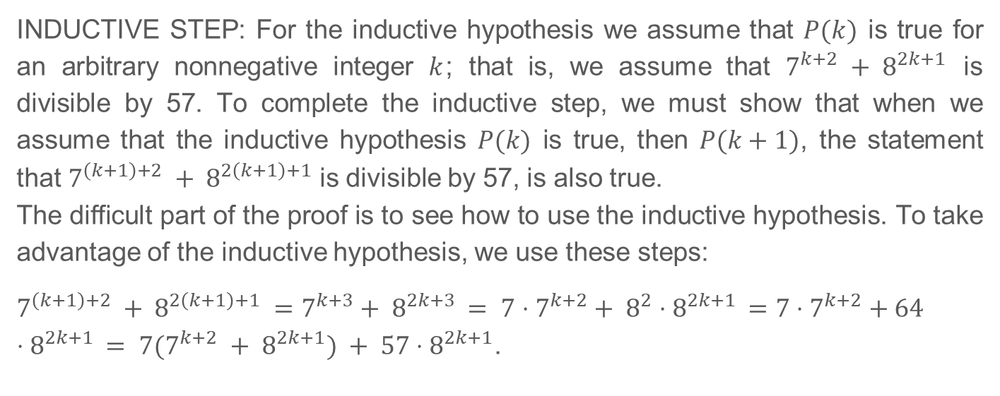 INDUCTIVE STEP: For the inductive hypothesis we assume that 𝑃(𝑘) is true for
an arbitrary nonnegative integer 𝑘; that is, we assume that 7^{𝑘+2} + 8^{2𝑘+1} is
divisible by 57. To complete the inductive step, we must show that when we
assume that the inductive hypothesis 𝑃(𝑘) is true, then 𝑃(𝑘 + 1), the statement
that 7^{(𝑘+1)+2} + 8^{2(𝑘+1)+1} is divisible by 57, is also true.
The difficult part of the proof is to see how to use the inductive hypothesis. To take
advantage of the inductive hypothesis, we use these steps:
7^{(𝑘+1)+2} + 8^{2(𝑘+1)+1} = 7^{𝑘+3} + 8^{2𝑘+3} = 7 · 7^{𝑘+2} + 8^{2} · 8^{2𝑘+1} = 7 · 7^{𝑘+2} + 64
· 8^{2𝑘+1} = 7(7^{𝑘+2} + 8^{2𝑘+1}) + 57 · 8^{2𝑘+1}.